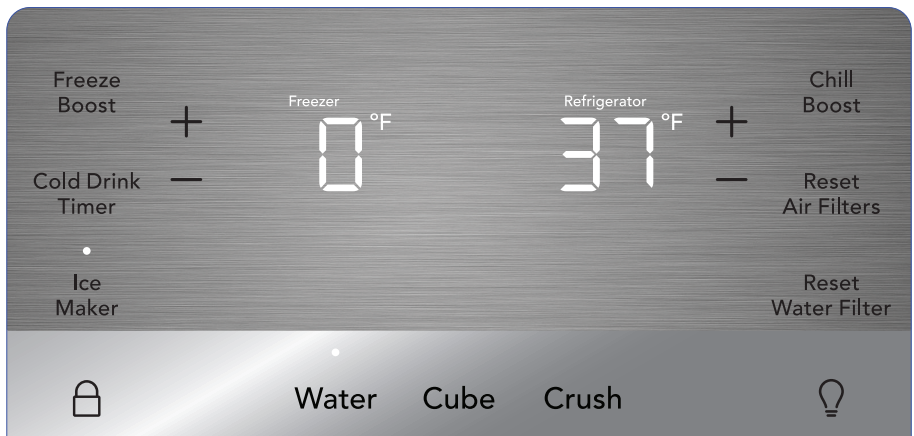 Freeze
Boost
+
Freezer
0 °F
Refrigerator
37 °F
+
Chill
Boost
Cold Drink
Timer
−
−
Reset
Air Filters
Ice
Maker
Reset
Water Filter
Water
Cube
Crush